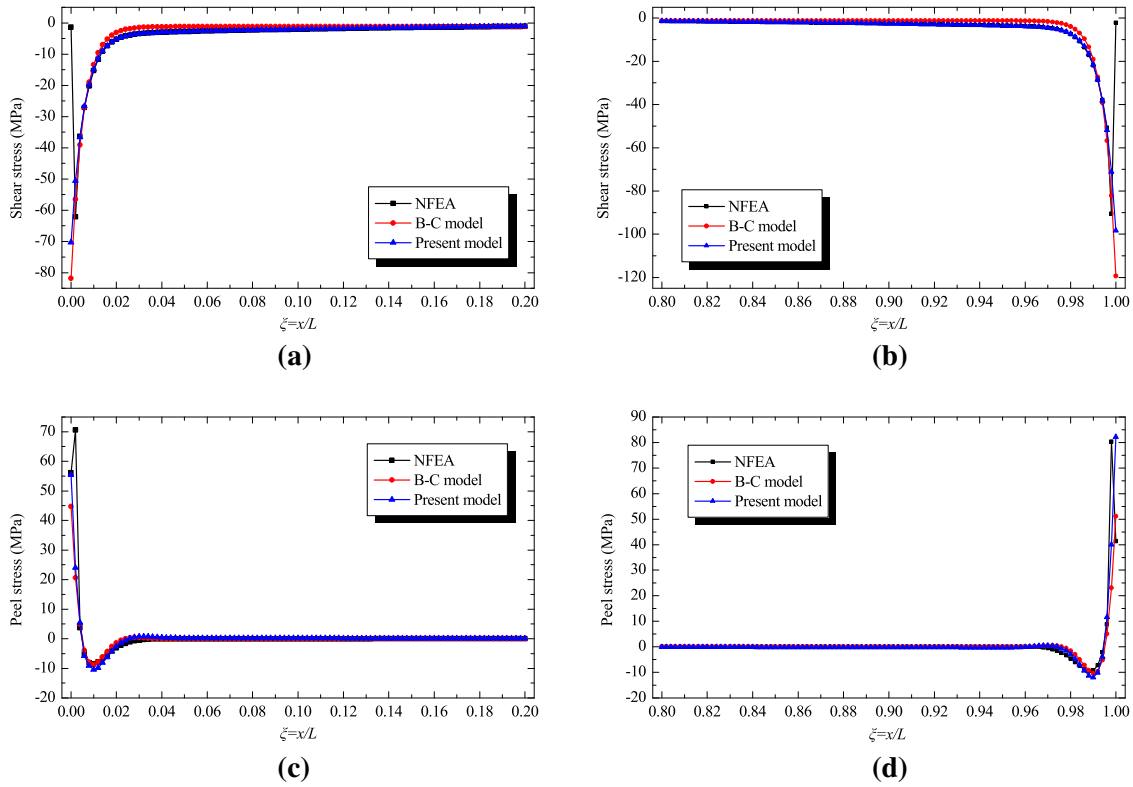 0
-10
-20
-30
-40
-50
-60
-70
-80
Shear stress (MPa)
NFEA
B-C model
Present model
0.00 0.02 0.04 0.06 0.08 0.10 0.12 0.14 0.16 0.18 0.20
ξ=x/L
(a)
0
-20
-40
-60
-80
-100
-120
Shear stress (MPa)
NFEA
B-C model
Present model
0.80 0.82 0.84 0.86 0.88 0.90 0.92 0.94 0.96 0.98 1.00
ξ=x/L
(b)
70
60
50
40
30
20
10
0
-10
-20
Peel stress (MPa)
NFEA
B-C model
Present model
0.00 0.02 0.04 0.06 0.08 0.10 0.12 0.14 0.16 0.18 0.20
ξ=x/L
(c)
90
80
70
60
50
40
30
20
10
0
-10
-20
Peel stress (MPa)
NFEA
B-C model
Present model
0.80 0.82 0.84 0.86 0.88 0.90 0.92 0.94 0.96 0.98 1.00
ξ=x/L
(d)